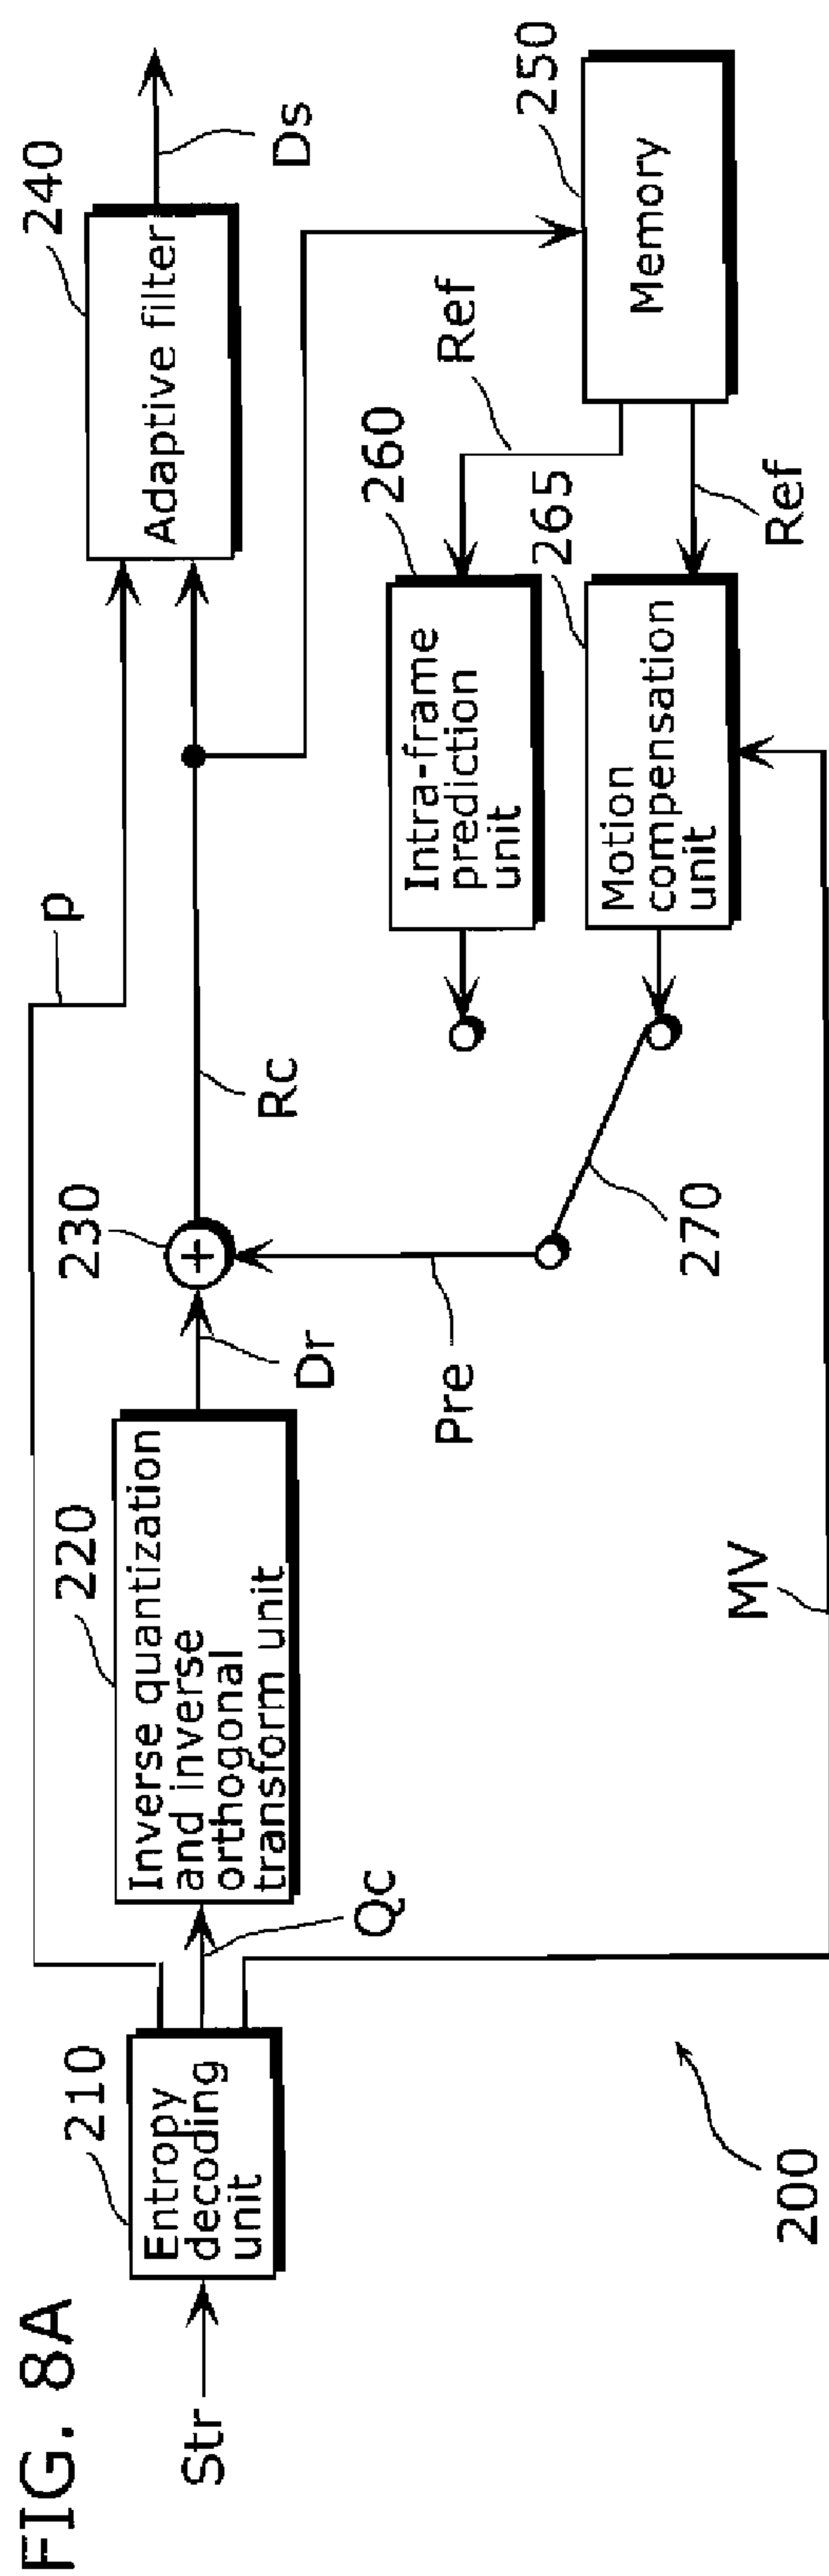 FIG. 8A
Str
210
Entropy
decoding
unit
Qc
220
Inverse quantization
and inverse
orthogonal
transform unit
Dr
230
+
Rc
p
240
Adaptive filter
Ds
Pre
270
260
Intra-frame
prediction
unit
Ref
265
Motion
compensation
unit
Ref
250
Memory
MV
200